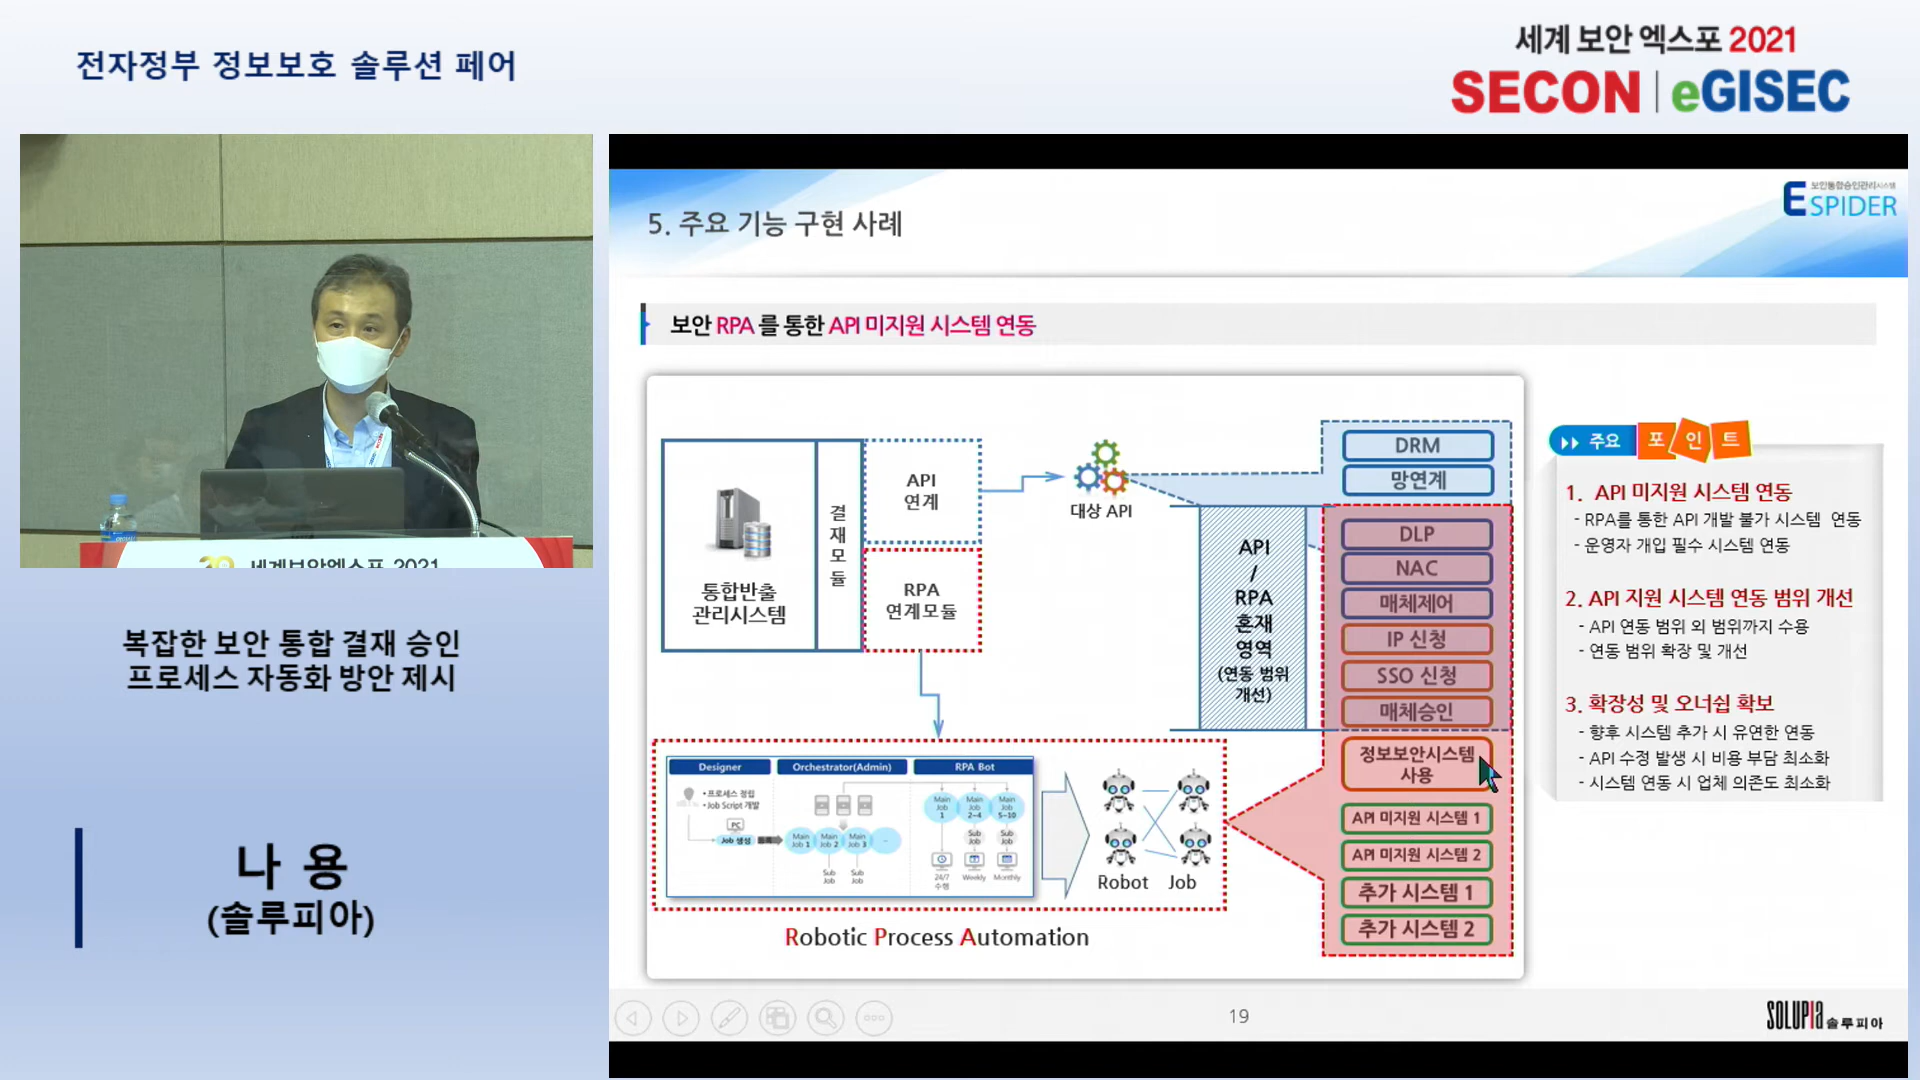 전자정부 정보보호 솔루션 페어
세계 보안 엑스포 2021
SECON | eGISEC
세계보안엑스포 2021
복잡한 보안 통합 결재 승인
프로세스 자동화 방안 제시
나 용
(솔루피아)
5. 주요 기능 구현 사례
보안통합승인관리시스템
ESPIDER
보안 RPA 를 통한 API 미지원 시스템 연동
통합반출
관리시스템
결재모듈
API
연계
RPA
연계모듈
대상 API
API
/
RPA
혼재
영역
(연동 범위
개선)
DRM
망연계
DLP
NAC
매체제어
IP 신청
SSO 신청
매체승인
정보보안시스템
사용
API 미지원 시스템 1
API 미지원 시스템 2
추가 시스템 1
추가 시스템 2
Designer
• 프로세스 정립
• Job Script 개발
PC
Job 생성
Orchestrator(Admin)
Main Job 1
Main Job 2
Main Job 3
Sub Job
Sub Job
RPA Bot
Main Job 1
Main Job 2~4
Main Job 5~10
Sub Job
Sub Job
24/7 수행
Weekly
Monthly
Robot
Job
Robotic Process Automation
주요 포인트
1. API 미지원 시스템 연동
- RPA를 통한 API 개발 불가 시스템 연동
- 운영자 개입 필수 시스템 연동
2. API 지원 시스템 연동 범위 개선
- API 연동 범위 외 범위까지 수용
- 연동 범위 확장 및 개선
3. 확장성 및 오너쉽 확보
- 향후 시스템 추가 시 유연한 연동
- API 수정 발생 시 비용 부담 최소화
- 시스템 연동 시 업체 의존도 최소화
19
SOLUPIA 솔루피아